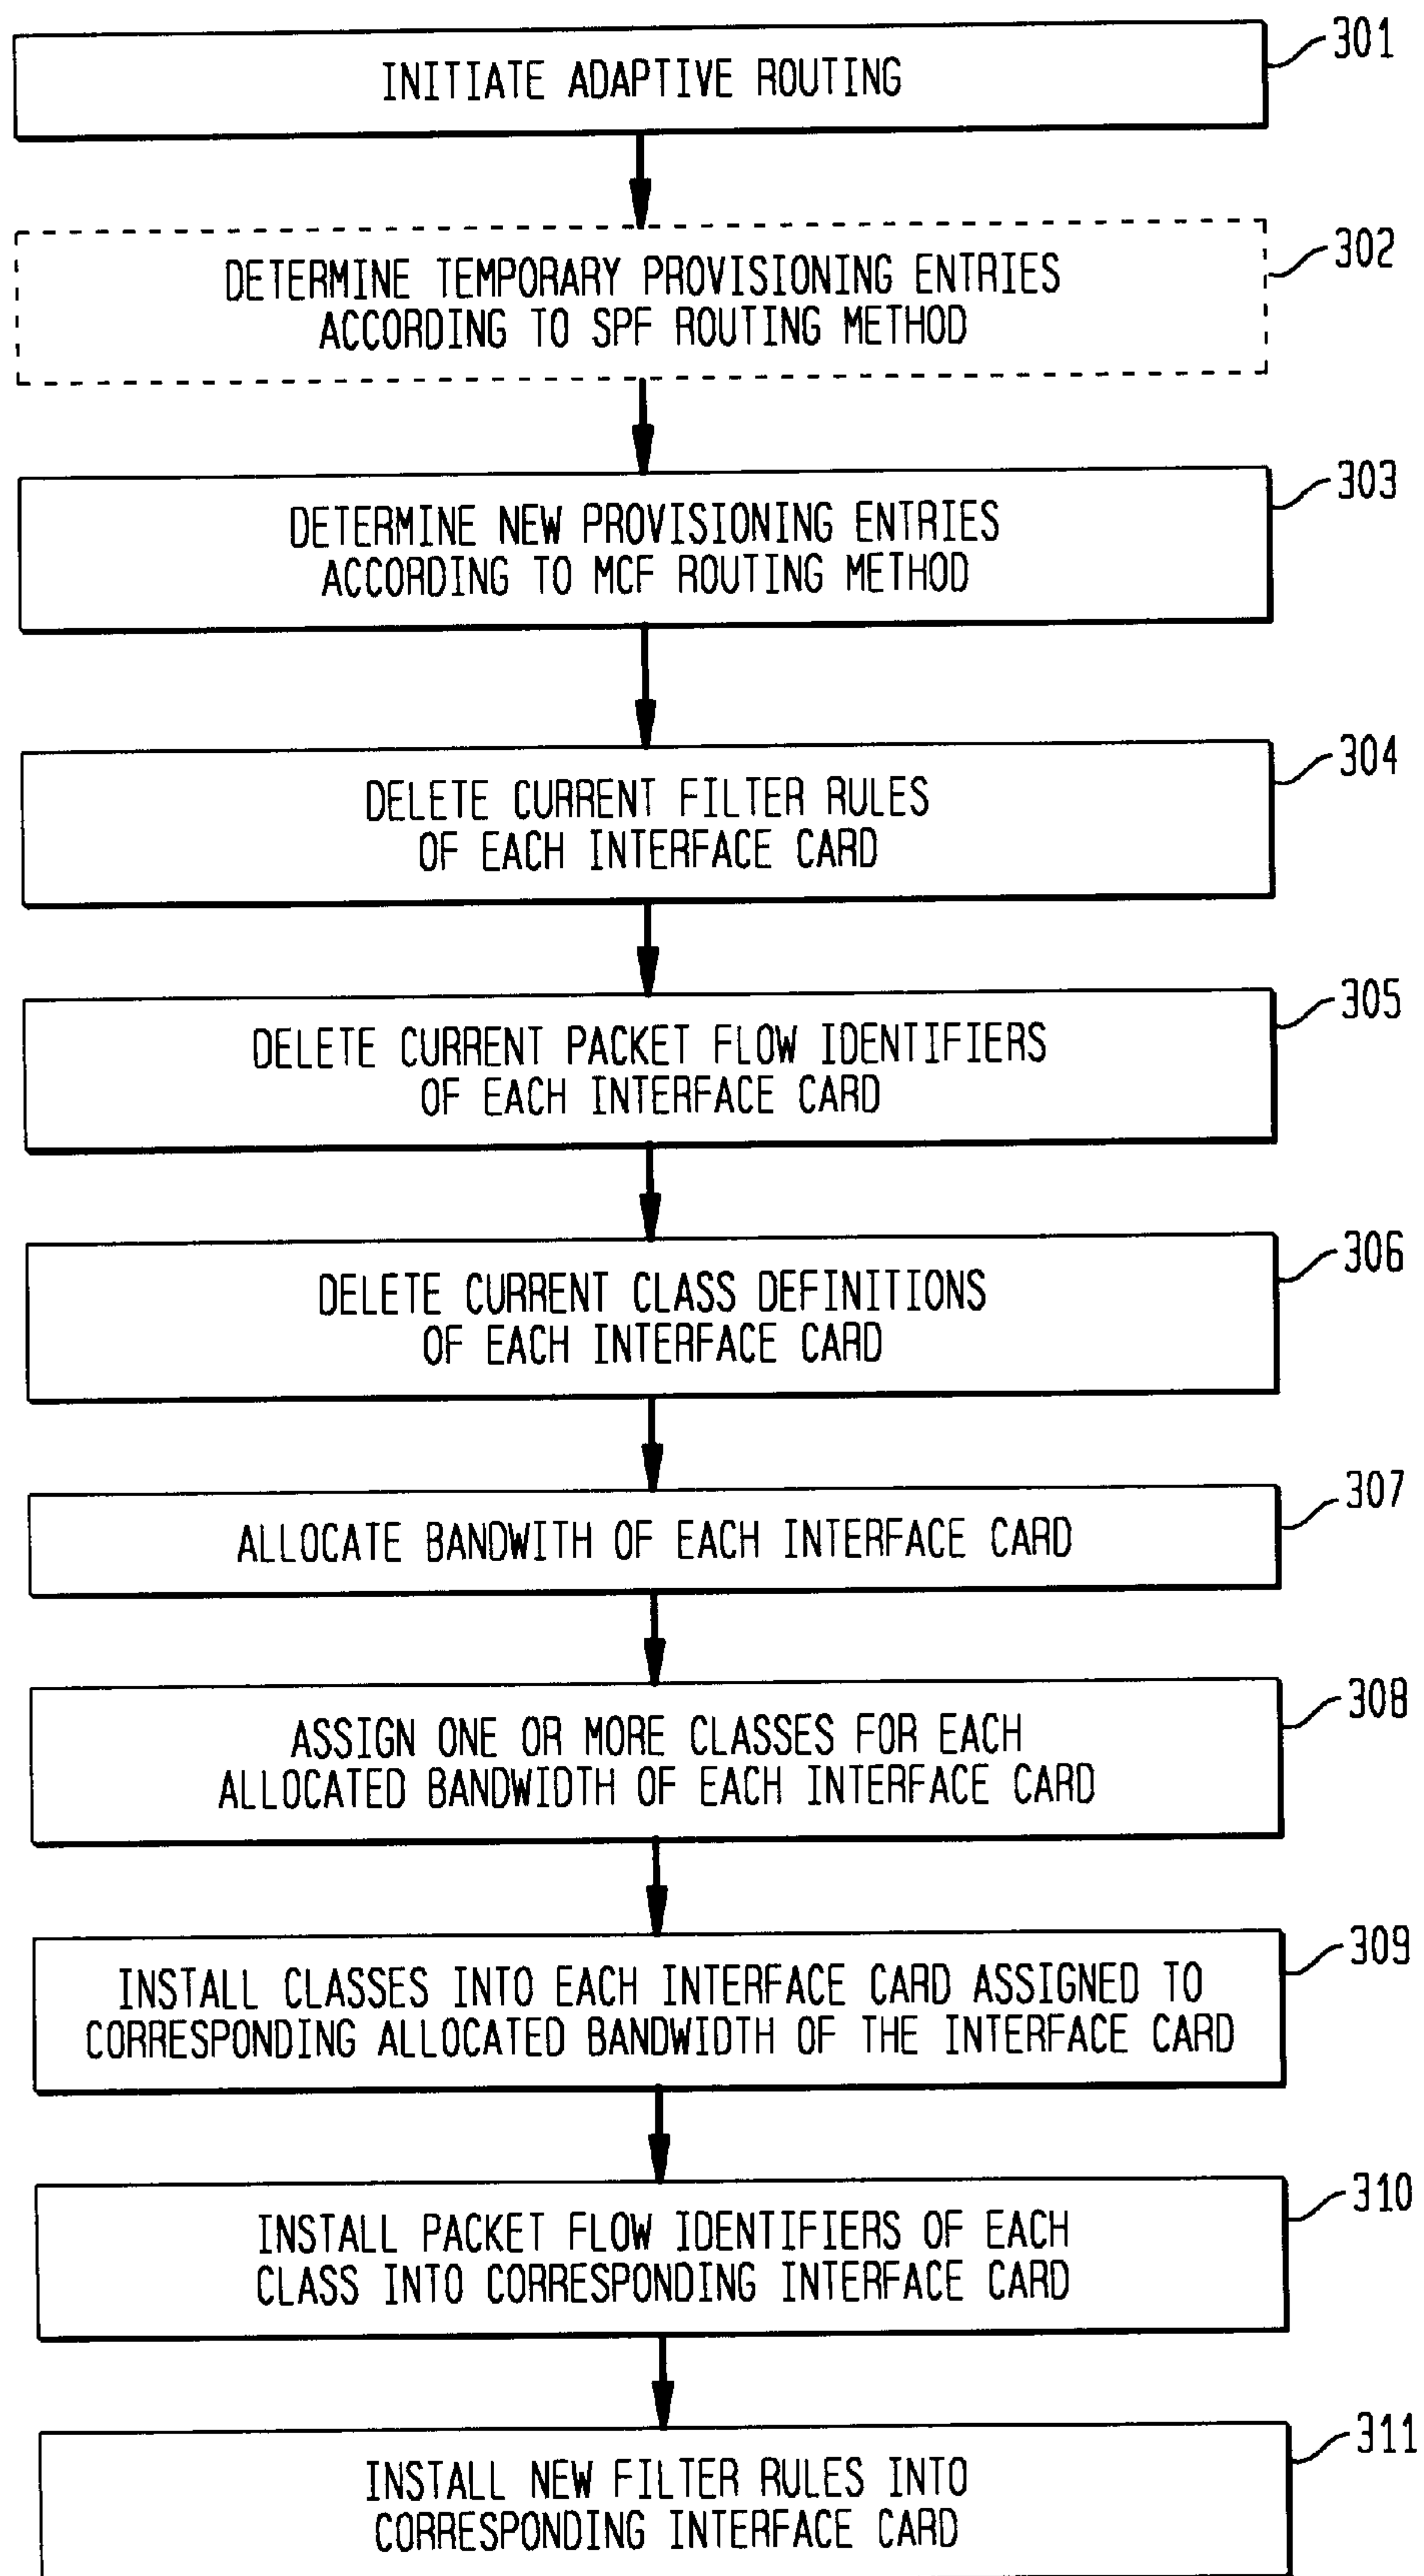 301
INITIATE ADAPTIVE ROUTING
302
DETERMINE TEMPORARY PROVISIONING ENTRIES
ACCORDING TO SPF ROUTING METHOD
303
DETERMINE NEW PROVISIONING ENTRIES
ACCORDING TO MCF ROUTING METHOD
304
DELETE CURRENT FILTER RULES
OF EACH INTERFACE CARD
305
DELETE CURRENT PACKET FLOW IDENTIFIERS
OF EACH INTERFACE CARD
306
DELETE CURRENT CLASS DEFINITIONS
OF EACH INTERFACE CARD
307
ALLOCATE BANDWITH OF EACH INTERFACE CARD
308
ASSIGN ONE OR MORE CLASSES FOR EACH
ALLOCATED BANDWIDTH OF EACH INTERFACE CARD
309
INSTALL CLASSES INTO EACH INTERFACE CARD ASSIGNED TO
CORRESPONDING ALLOCATED BANDWIDTH OF THE INTERFACE CARD
310
INSTALL PACKET FLOW IDENTIFIERS OF EACH
CLASS INTO CORRESPONDING INTERFACE CARD
311
INSTALL NEW FILTER RULES INTO
CORRESPONDING INTERFACE CARD